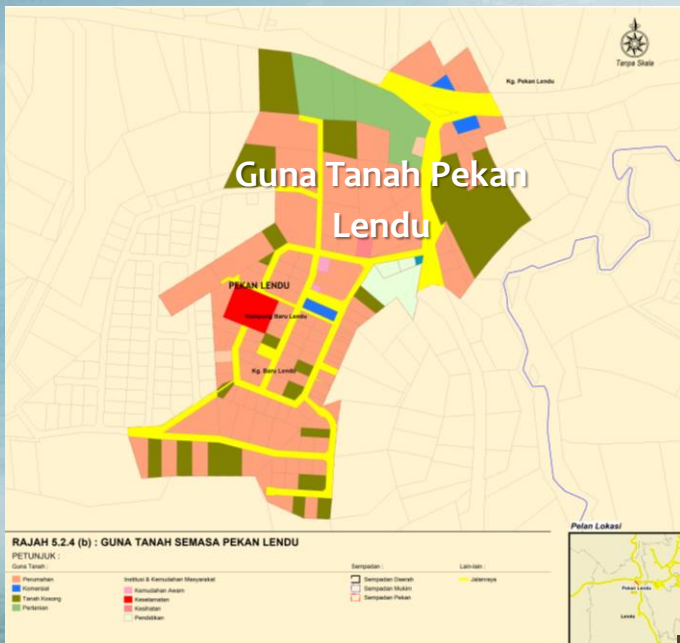 Tanpa Skala
Kg. Pekan Lendu
Guna Tanah Pekan
Lendu
PEKAN LENDU
Kampung Baru Lendu
Kg. Baru Lendu
RAJAH 5.2.4 (b) : GUNA TANAH SEMASA PEKAN LENDU
PETUNJUK :
Guna Tanah :
Perumahan
Komersial
Tanah Kosong
Pertanian
Institusi & Kemudahan Masyarakat
Kemudahan Awam
Keselamatan
Kesihatan
Pendidikan
Sempadan :
Sempadan Daerah
Sempadan Mukim
Sempadan Pekan
Lain-lain :
Jalanraya
Pelan Lokasi
Pekan Lendu
Lendu